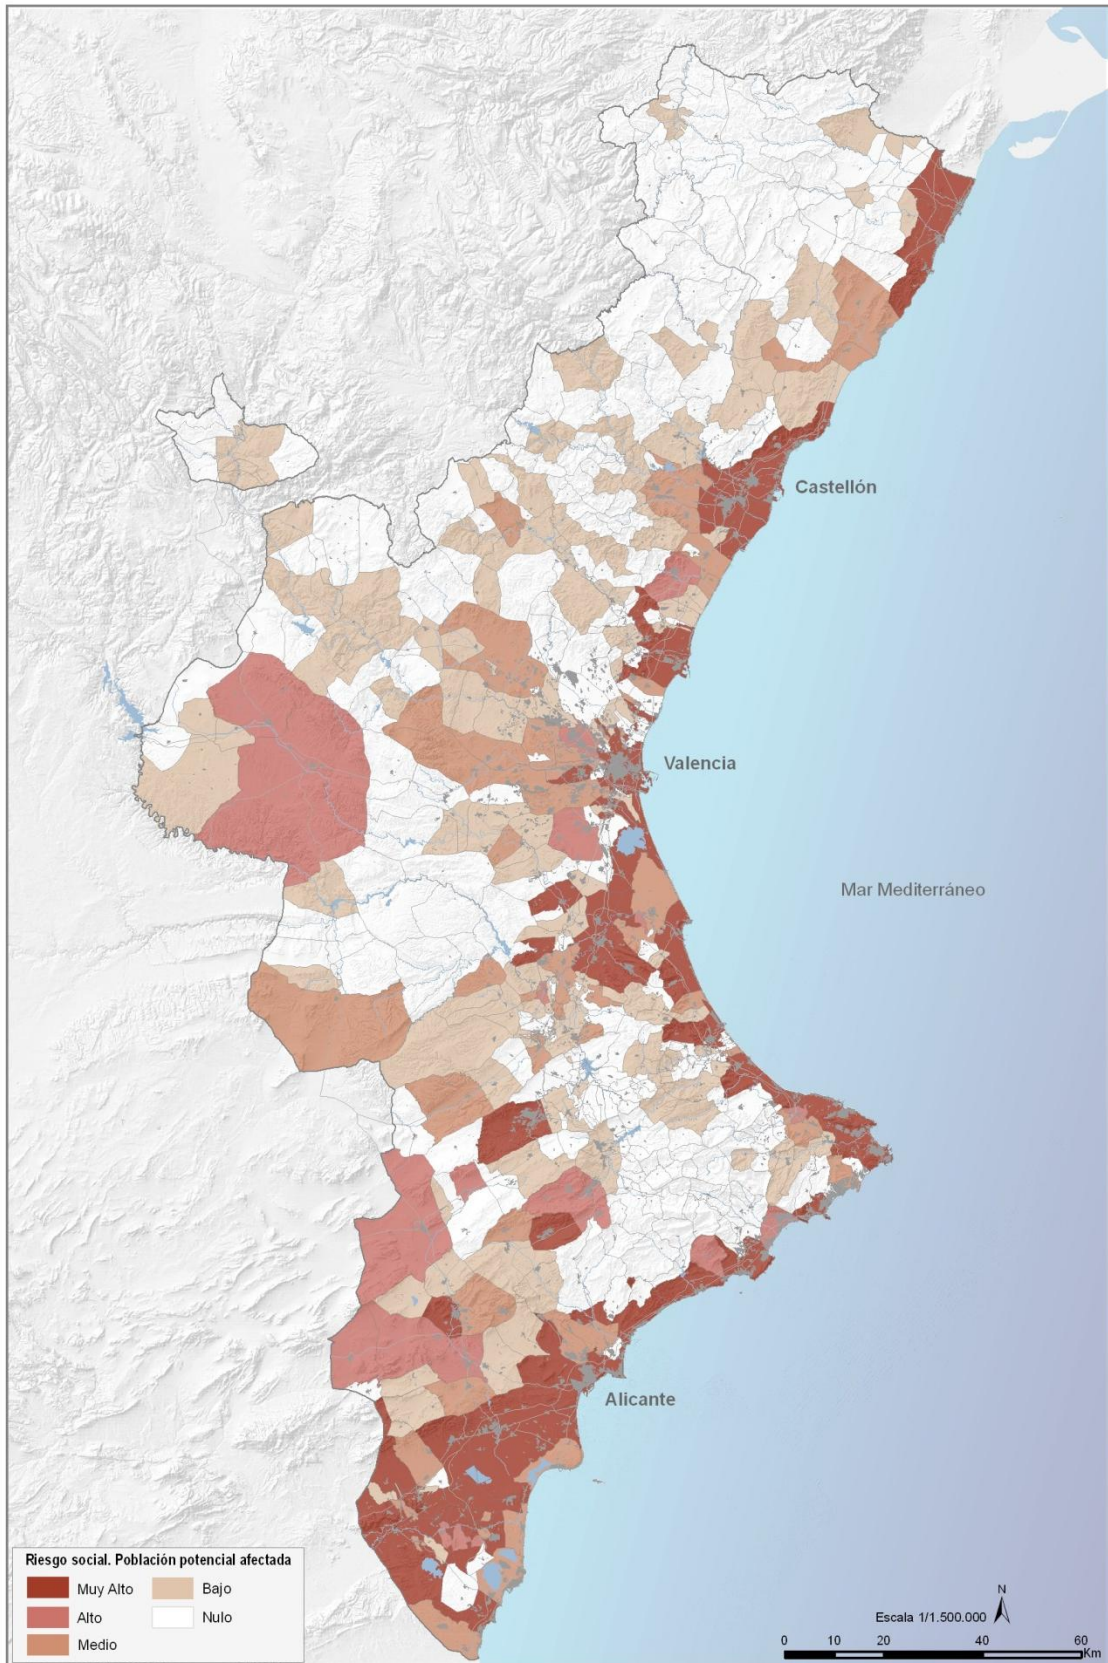 Castellón
Valencia
Mar Mediterráneo
Alicante
Riesgo social. Población potencial afectada
Muy Alto
Bajo
Alto
Nulo
Medio
N
Escala 1/1.500.000
0 10 20 40 60
Km